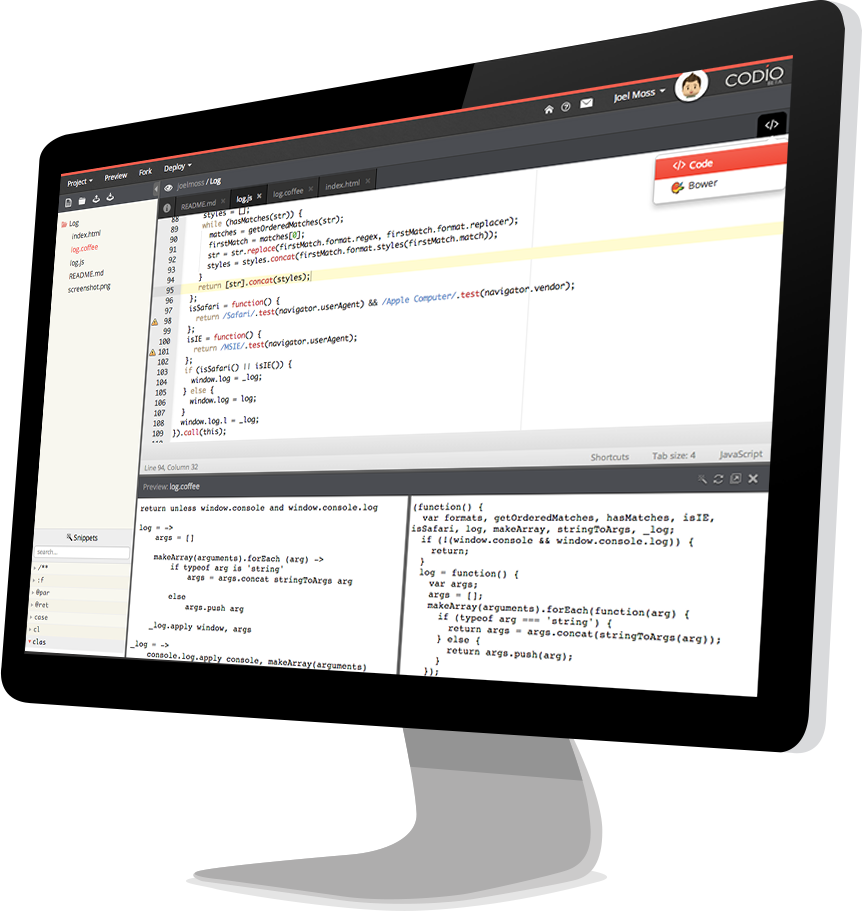 CODIO
BETA
Joel Moss
Project
Preview
Fork
Deploy
joelmoss / Log
</> Code
Bower
README.md
log.js
log.coffee
index.html
Log
index.html
log.coffee
log.js
README.md
screenshot.png
88 styles = [];
89 while (hasMatches(str)) {
90 matches = getOrderedMatches(str);
91 firstMatch = matches[0];
92 str = str.replace(firstMatch.format.regex, firstMatch.format.replacer);
93 styles = styles.concat(firstMatch.format.styles(firstMatch.match));
94 }
95 return [str].concat(styles);
96 };
97 isSafari = function() {
98 return /Safari/.test(navigator.userAgent) && /Apple Computer/.test(navigator.vendor);
99 };
100 isIE = function() {
101 return /MSIE/.test(navigator.userAgent);
102 };
103 if (isSafari() || isIE()) {
104 window.log = _log;
105 } else {
106 window.log = log;
107 }
108 window.log.l = _log;
109 }).call(this);
Line 94, Column 32
Shortcuts
Tab size: 4
JavaScript
Preview: log.coffee
return unless window.console and window.console.log
log = ->
args = []
makeArray(arguments).forEach (arg) ->
if typeof arg is 'string'
args = args.concat stringToArgs arg
else
args.push arg
_log.apply window, args
_log = ->
console.log.apply console, makeArray(arguments)
(function() {
var formats, getOrderedMatches, hasMatches, isIE,
isSafari, log, makeArray, stringToArgs, _log;
if (!(window.console && window.console.log)) {
return;
}
log = function() {
var args;
args = [];
makeArray(arguments).forEach(function(arg) {
if (typeof arg === 'string') {
return args = args.concat(stringToArgs(arg));
} else {
return args.push(arg);
}
});
Snippets
search...
/**
:f
@par
@ret
case
cl
clas